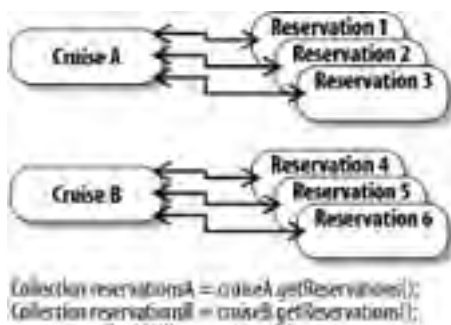 Reservation 1
Cruise A
Reservation 2
Reservation 3
Reservation 4
Cruise B
Reservation 5
Reservation 6
Collection reservationsA = cruiseA.getReservations();
Collection reservationsB = cruiseB.getReservations();